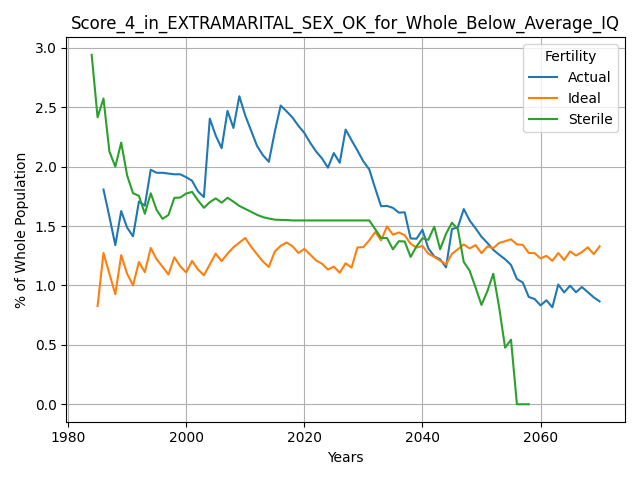 Score_4_in_EXTRAMARITAL_SEX_OK_for_Whole_Below_Average_IQ
Fertility
Actual
Ideal
Sterile
% of Whole Population
3.0
2.5
2.0
1.5
1.0
0.5
0.0
1980
2000
2020
2040
2060
Years